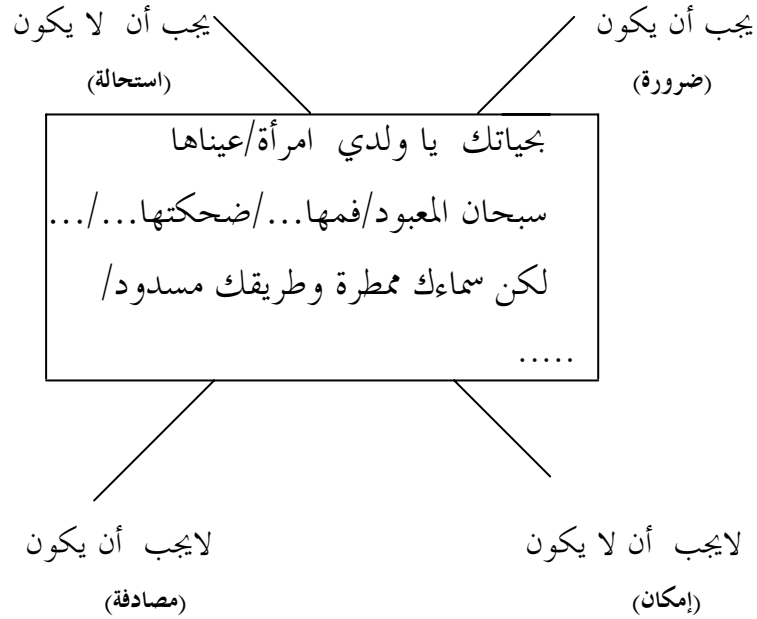 يجب أن يكون
(ضرورة)
يجب أن لا يكون
(استحالة)
بحياتك يا ولدي امرأة/عيناها
سبحان المعبود/فمها.../ضحكتها.../...
لكن سماءك ممطرة وطريقك مسدود/
.....
لايجب أن لا يكون
(إمكان)
لايجب أن يكون
(مصادفة)